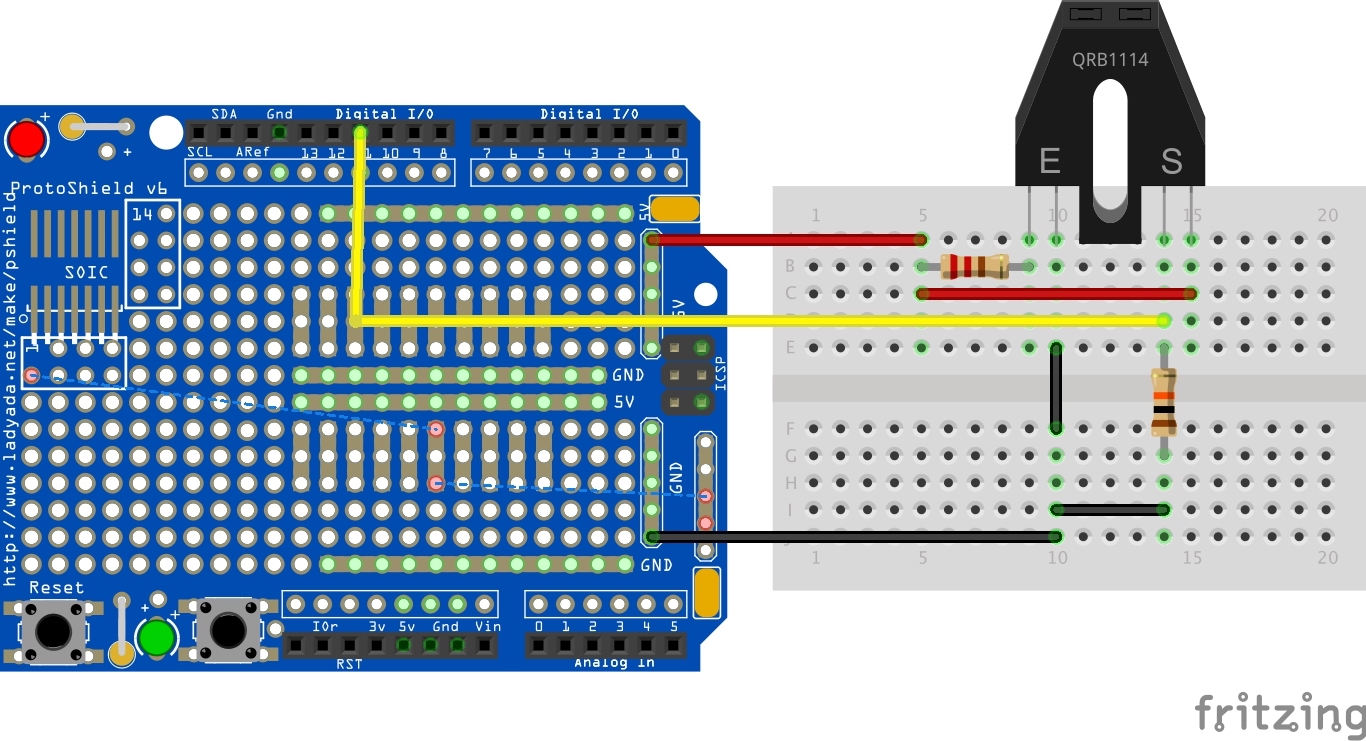 QRB1114
E S
SDA Gnd Digital I/O Digital I/O
SCL ARef 13 12 10 9 8 7 6 5 4 3 2 1 0
ProtoShield v6
14
SOIC
1
http://www.ladyada.net/make/pshield
5V
5V
ICSP
GND
5V
GND
GND
Reset
IOr 3v 5v Gnd Vin 0 1 2 3 4 5
RST Analog In
1 5 10 15 20
B
C
E
F
G
H
I
1 5 10 15 20
fritzing